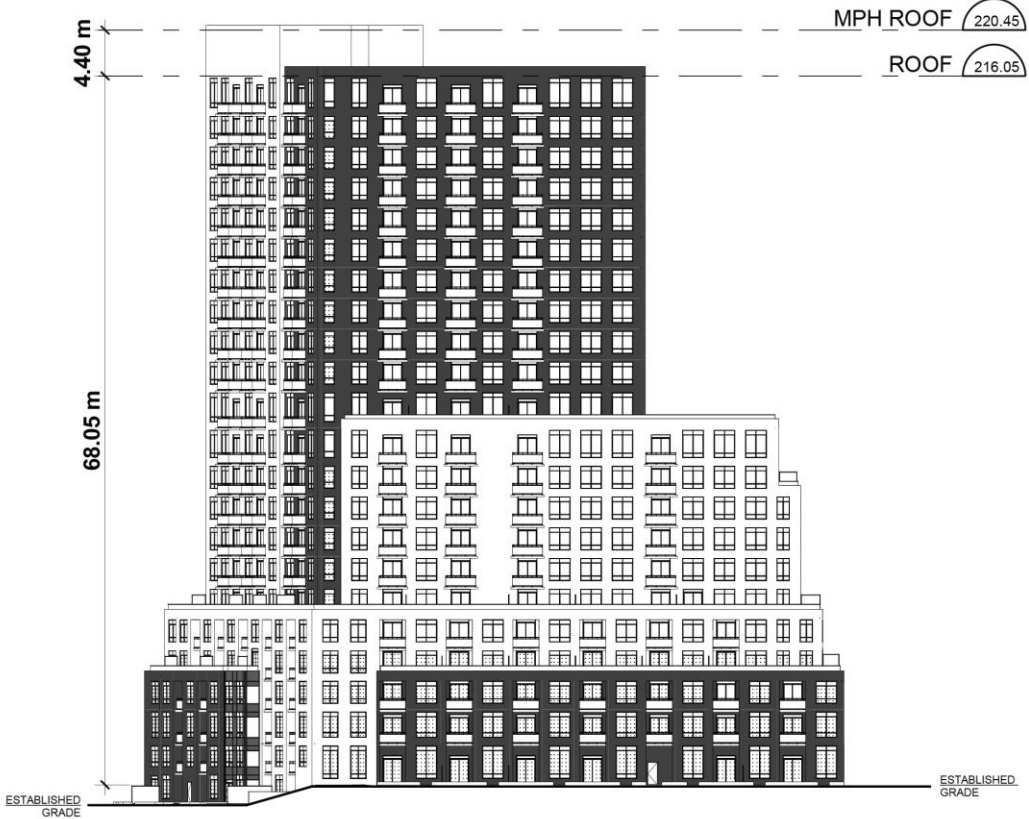 MPH ROOF 220.45
4.40 m
ROOF 216.05
68.05 m
ESTABLISHED
GRADE
ESTABLISHED
GRADE